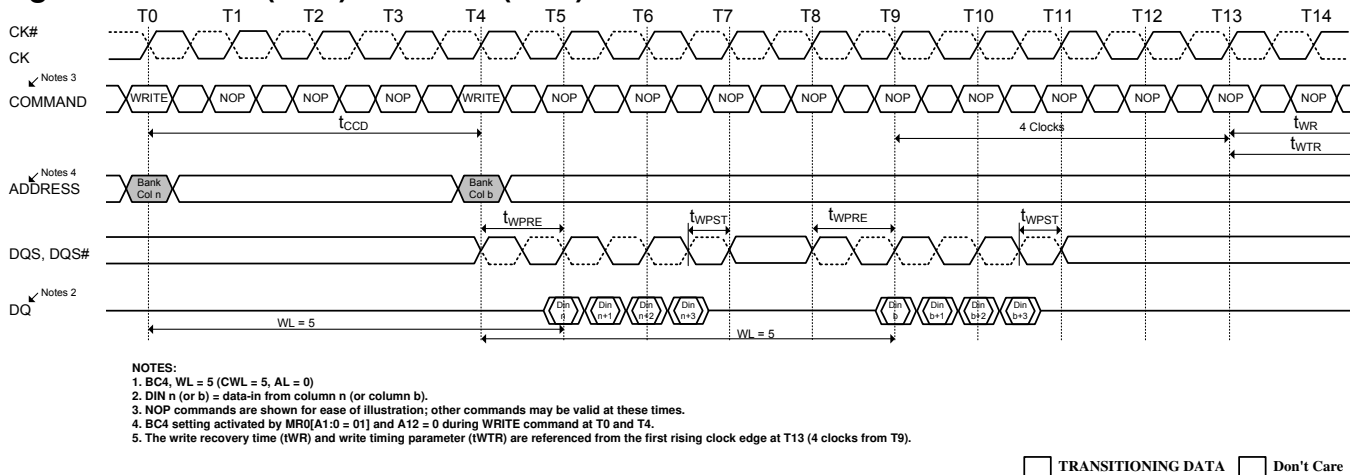 T0 T1 T2 T3 T4 T5 T6 T7 T8 T9 T10 T11 T12 T13 T14
CK#
CK
Notes 3
COMMAND WRITE NOP NOP NOP WRITE NOP NOP NOP NOP NOP NOP NOP NOP NOP NOP
tCCD 4 Clocks tWR
tWTR
Notes 4
ADDRESS Bank Col n Bank Col b
tWPRE tWPST tWPRE tWPST
DQS, DQS#
Notes 2
DQ Din n Din n+1 Din n+2 Din n+3 Din b Din b+1 Din b+2 Din b+3
WL = 5 WL = 5
NOTES:
1. BC4, WL = 5 (CWL = 5, AL = 0)
2. DIN n (or b) = data-in from column n (or column b).
3. NOP commands are shown for ease of illustration; other commands may be valid at these times.
4. BC4 setting activated by MR0[A1:0 = 01] and A12 = 0 during WRITE command at T0 and T4.
5. The write recovery time (tWR) and write timing parameter (tWTR) are referenced from the first rising clock edge at T13 (4 clocks from T9).
TRANSITIONING DATA Don't Care